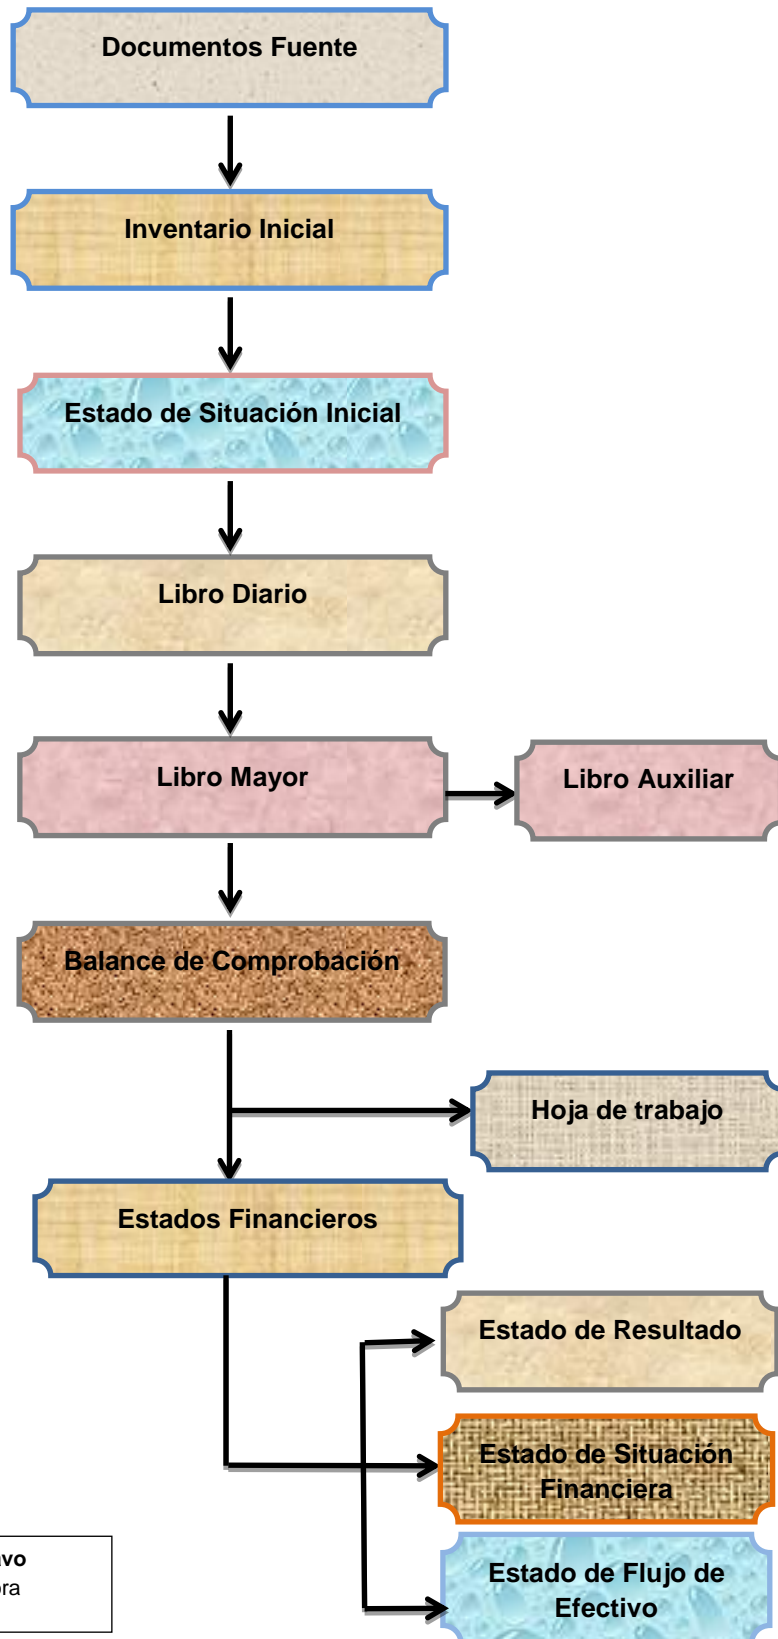 Documentos Fuente
Inventario Inicial
Estado de Situación Inicial
Libro Diario
Libro Mayor
Libro Auxiliar
Balance de Comprobación
Hoja de trabajo
Estados Financieros
Estado de Resultado
Estado de Situación
Financiera
Estado de Flujo de
Efectivo